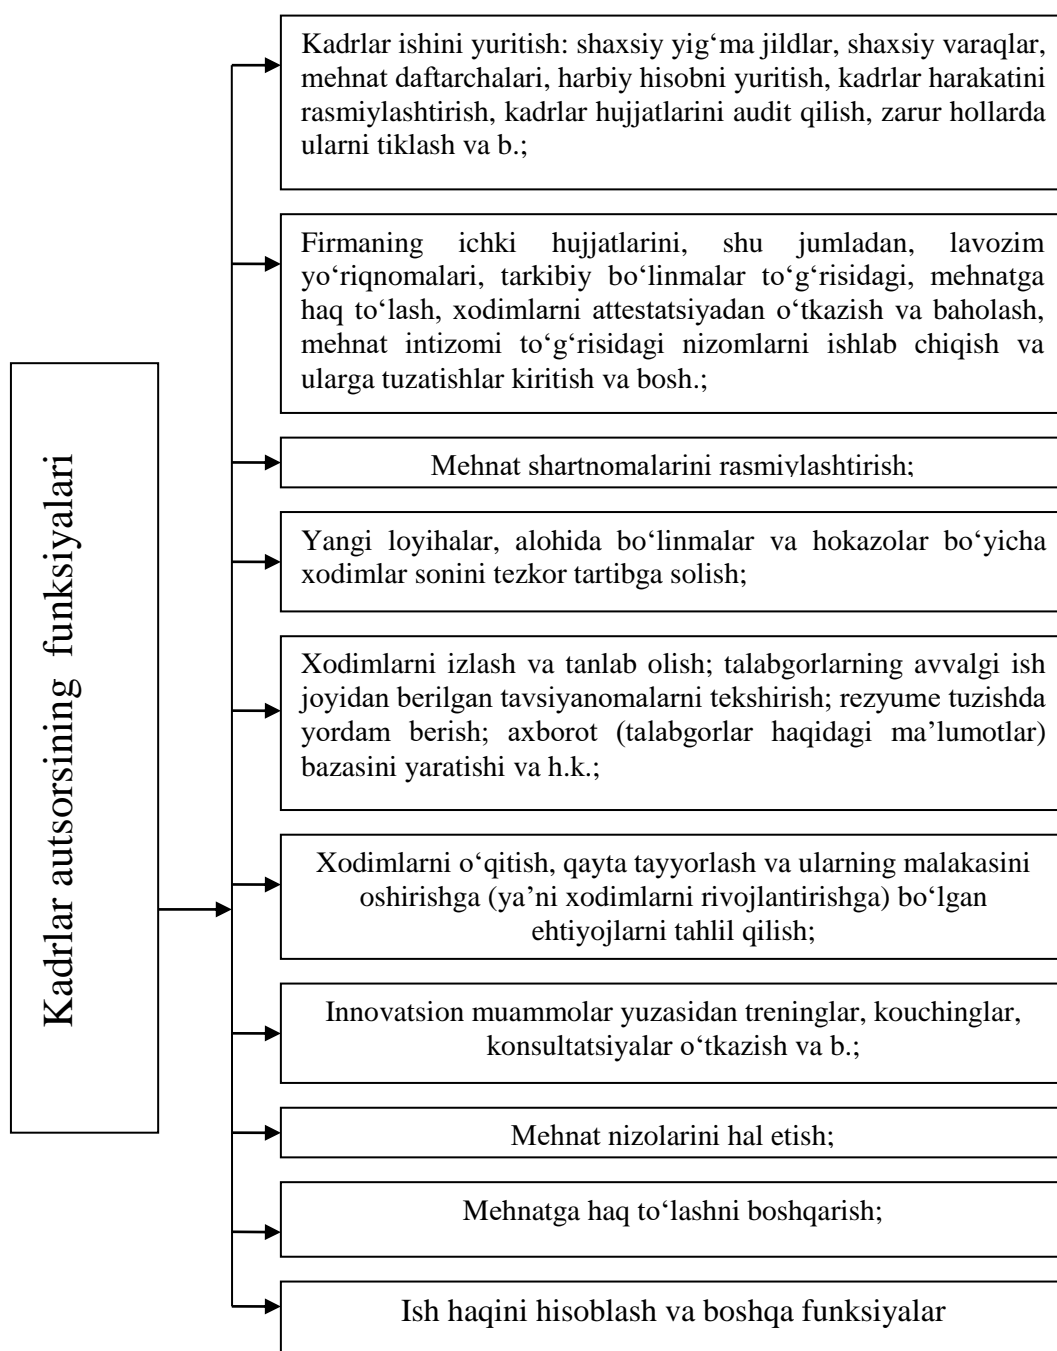 Kadrlar autsorsining funksiyalari
Kadrlar ishini yuritish: shaxsiy yig‘ma jildlar, shaxsiy varaqlar,
mehnat daftarchalari, harbiy hisobni yuritish, kadrlar harakatini
rasmiylashtirish, kadrlar hujjatlarini audit qilish, zarur hollarda
ularni tiklash va b.;
Firmaning ichki hujjatlarini, shu jumladan, lavozim
yo‘riqnomalari, tarkibiy bo‘linmalar to‘g‘risidagi, mehnatga
haq to‘lash, xodimlarni attestatsiyadan o‘tkazish va baholash,
mehnat intizomi to‘g‘risidagi nizomlarni ishlab chiqish va
ularga tuzatishlar kiritish va bosh.;
Mehnat shartnomalarini rasmiylashtirish;
Yangi loyihalar, alohida bo‘linmalar va hokazolar bo‘yicha
xodimlar sonini tezkor tartibga solish;
Xodimlarni izlash va tanlab olish; talabgorlarning avvalgi ish
joyidan berilgan tavsiyanomalarni tekshirish; rezyume tuzishda
yordam berish; axborot (talabgorlar haqidagi ma’lumotlar)
bazasini yaratishi va h.k.;
Xodimlarni o‘qitish, qayta tayyorlash va ularning malakasini
oshirishga (ya’ni xodimlarni rivojlantirishga) bo‘lgan
ehtiyojlarni tahlil qilish;
Innovatsion muammolar yuzasidan treninglar, kouchinglar,
konsultatsiyalar o‘tkazish va b.;
Mehnat nizolarini hal etish;
Mehnatga haq to‘lashni boshqarish;
Ish haqini hisoblash va boshqa funksiyalar